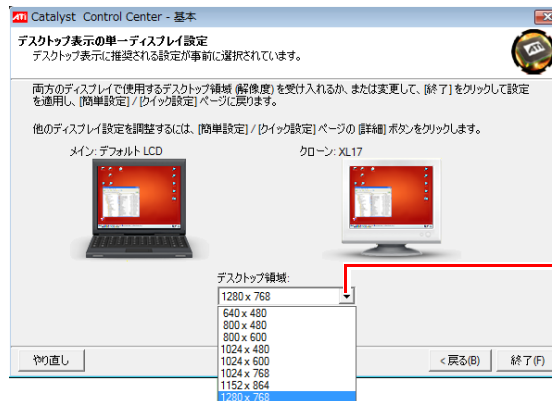 ATI Catalyst Control Center - 基本
デスクトップ表示の単一ディスプレイ設定
デスクトップ表示に推奨される設定が事前に選択されています。
両方のディスプレイで使用するデスクトップ領域 (解像度) を受け入れるか、または変更して、[終了] をクリックして設定
を適用し、[簡単設定] / [クイック設定] ページに戻ります。
他のディスプレイ設定を調整するには、[簡単設定] / [クイック設定] ページの [詳細] ボタンをクリックします。
メイン: デフォルト LCD
クローン: XL17
デスクトップ領域:
1280 x 768
640 x 480
800 x 480
800 x 600
1024 x 480
1024 x 600
1024 x 768
1152 x 864
1280 x 768
やり直し
< 戻る(B)
終了(F)